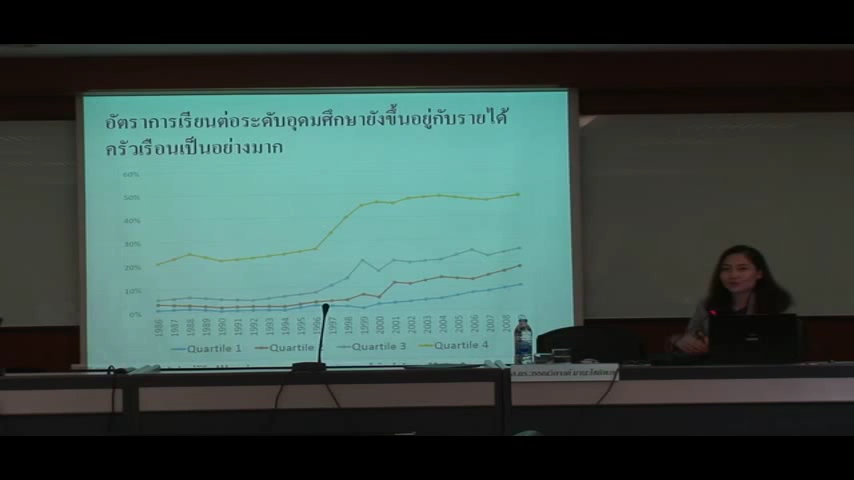 อัตราการเรียนต่อระดับอุดมศึกษายังขึ้นอยู่กับรายได้
ครัวเรือนเป็นอย่างมาก
60%
50%
40%
30%
20%
10%
0%
1986 1987 1988 1989 1990 1991 1992 1993 1994 1995 1996 1997 1998 1999 2000 2001 2002 2003 2004 2005 2006 2007 2008
Quartile 1 Quartile Quartile 3 Quartile 4